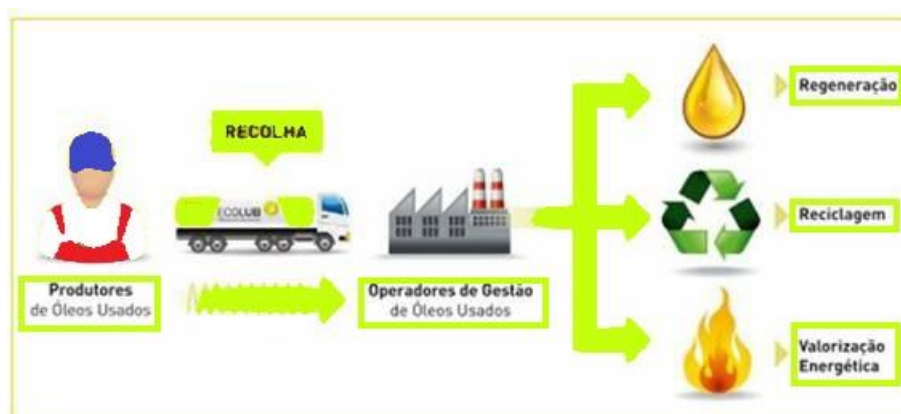 RECOLHA
ECOLUB
Produtores
de Óleos Usados
Operadores de Gestão
de Óleos Usados
Regeneração
Reciclagem
Valorização
Energética